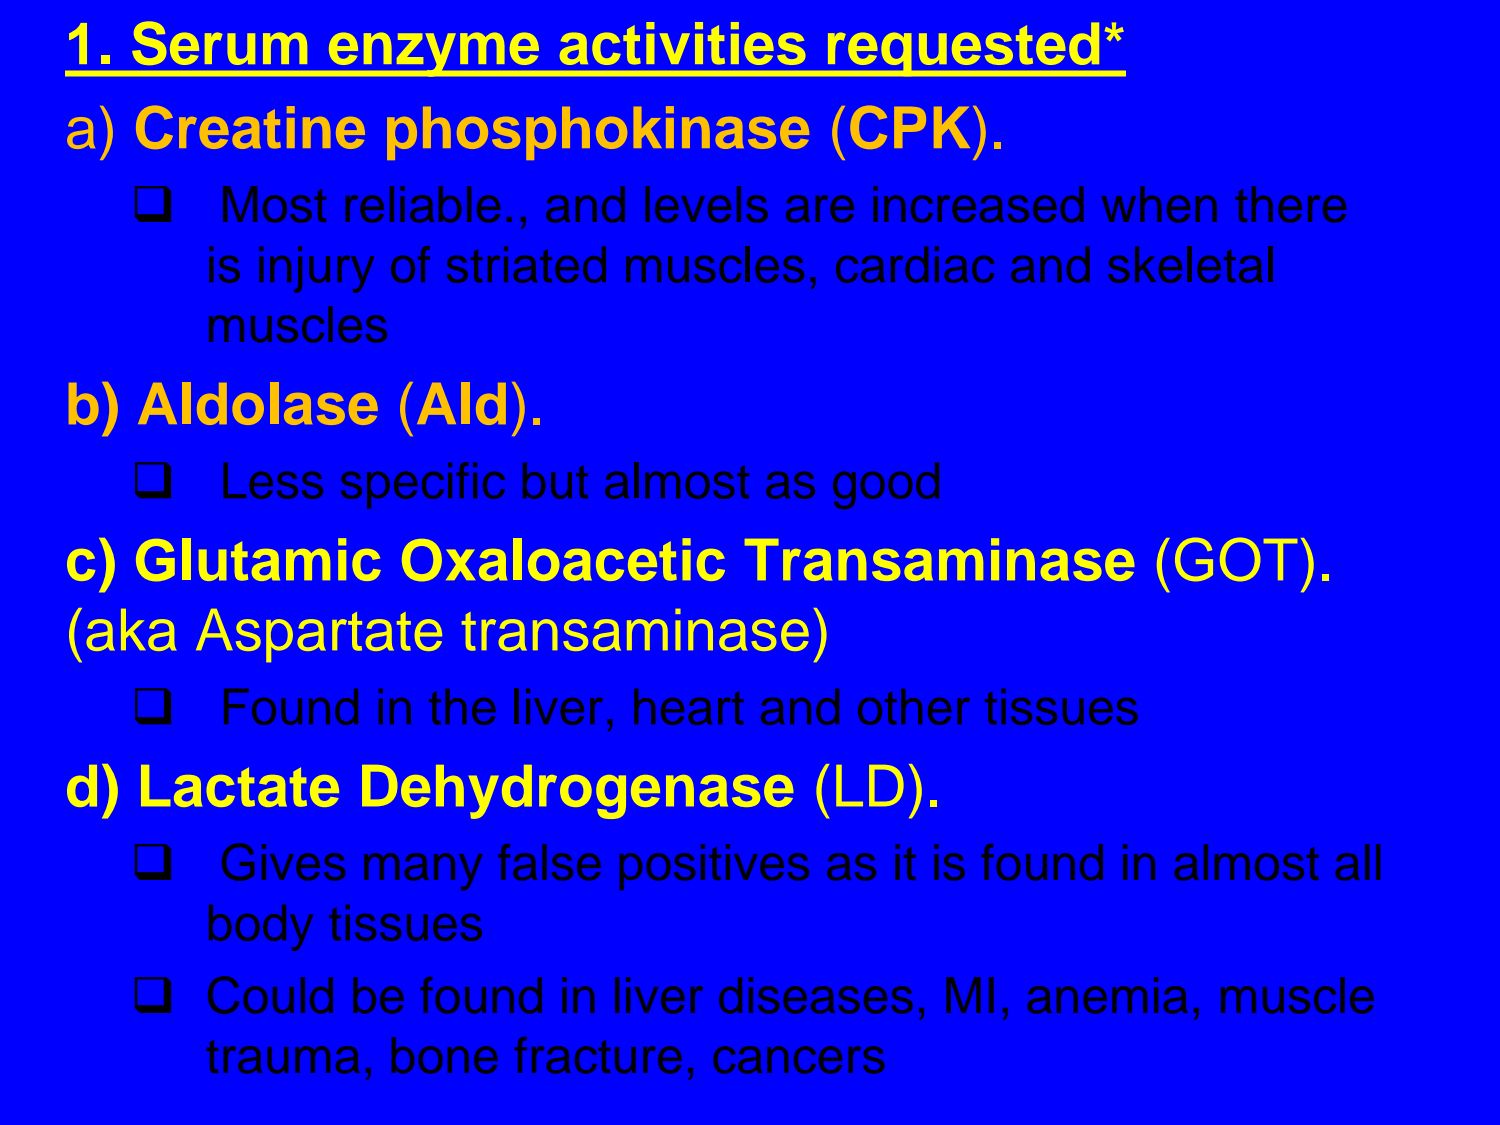 1. Serum enzyme activities requested*
a) Creatine phosphokinase (CPK).
❑ Most reliable., and levels are increased when there
is injury of striated muscles, cardiac and skeletal
muscles
b) Aldolase (Ald).
❑ Less specific but almost as good
c) Glutamic Oxaloacetic Transaminase (GOT).
(aka Aspartate transaminase)
❑ Found in the liver, heart and other tissues
d) Lactate Dehydrogenase (LD).
❑ Gives many false positives as it is found in almost all
body tissues
❑ Could be found in liver diseases, MI, anemia, muscle
trauma, bone fracture, cancers